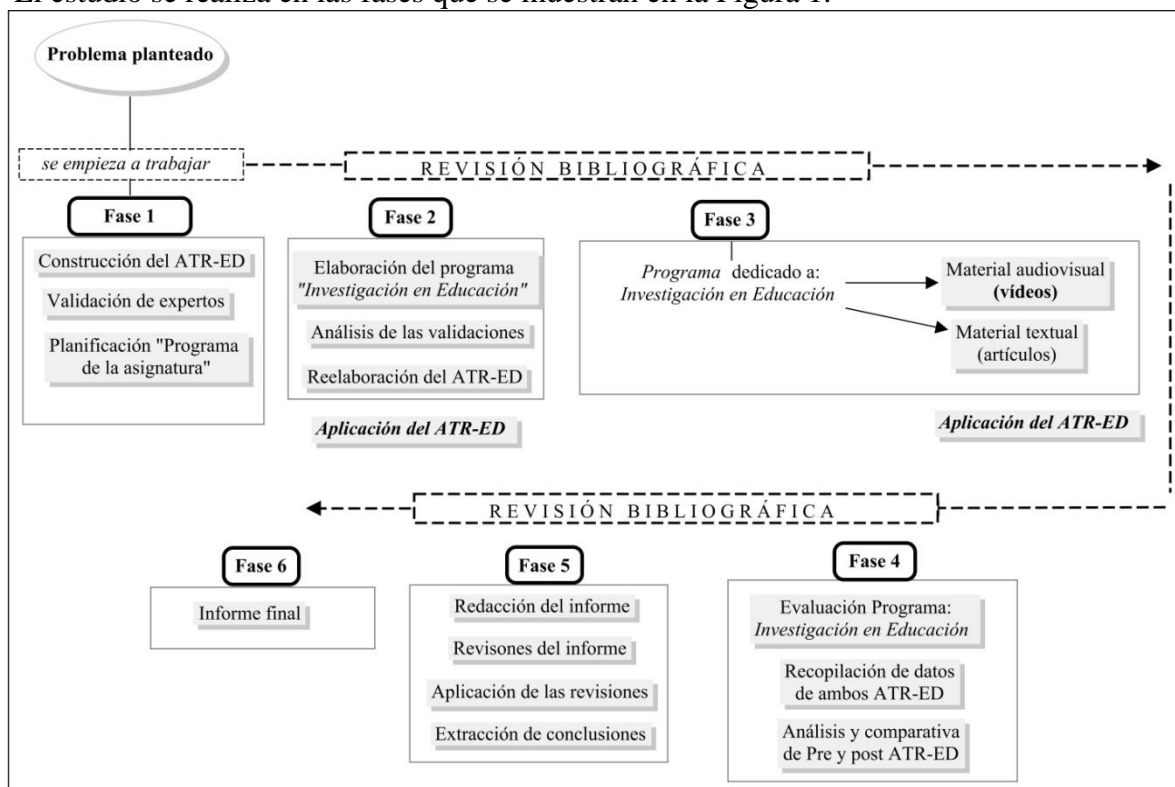 El estudio se realiza en las fases que se muestran en la Figura 1.
Problema planteado
se empieza a trabajar
REVISIÓN BIBLIOGRÁFICA
Fase 1
Construcción del ATR-ED
Validación de expertos
Planificación "Programa
de la asignatura"
Fase 2
Elaboración del programa
"Investigación en Educación"
Análisis de las validaciones
Reelaboración del ATR-ED
Aplicación del ATR-ED
Fase 3
Programa dedicado a:
Investigación en Educación
Material audiovisual
(vídeos)
Material textual
(artículos)
Aplicación del ATR-ED
REVISIÓN BIBLIOGRÁFICA
Fase 6
Informe final
Fase 5
Redacción del informe
Revisones del informe
Aplicación de las revisiones
Extracción de conclusiones
Fase 4
Evaluación Programa:
Investigación en Educación
Recopilación de datos
de ambos ATR-ED
Análisis y comparativa
de Pre y post ATR-ED